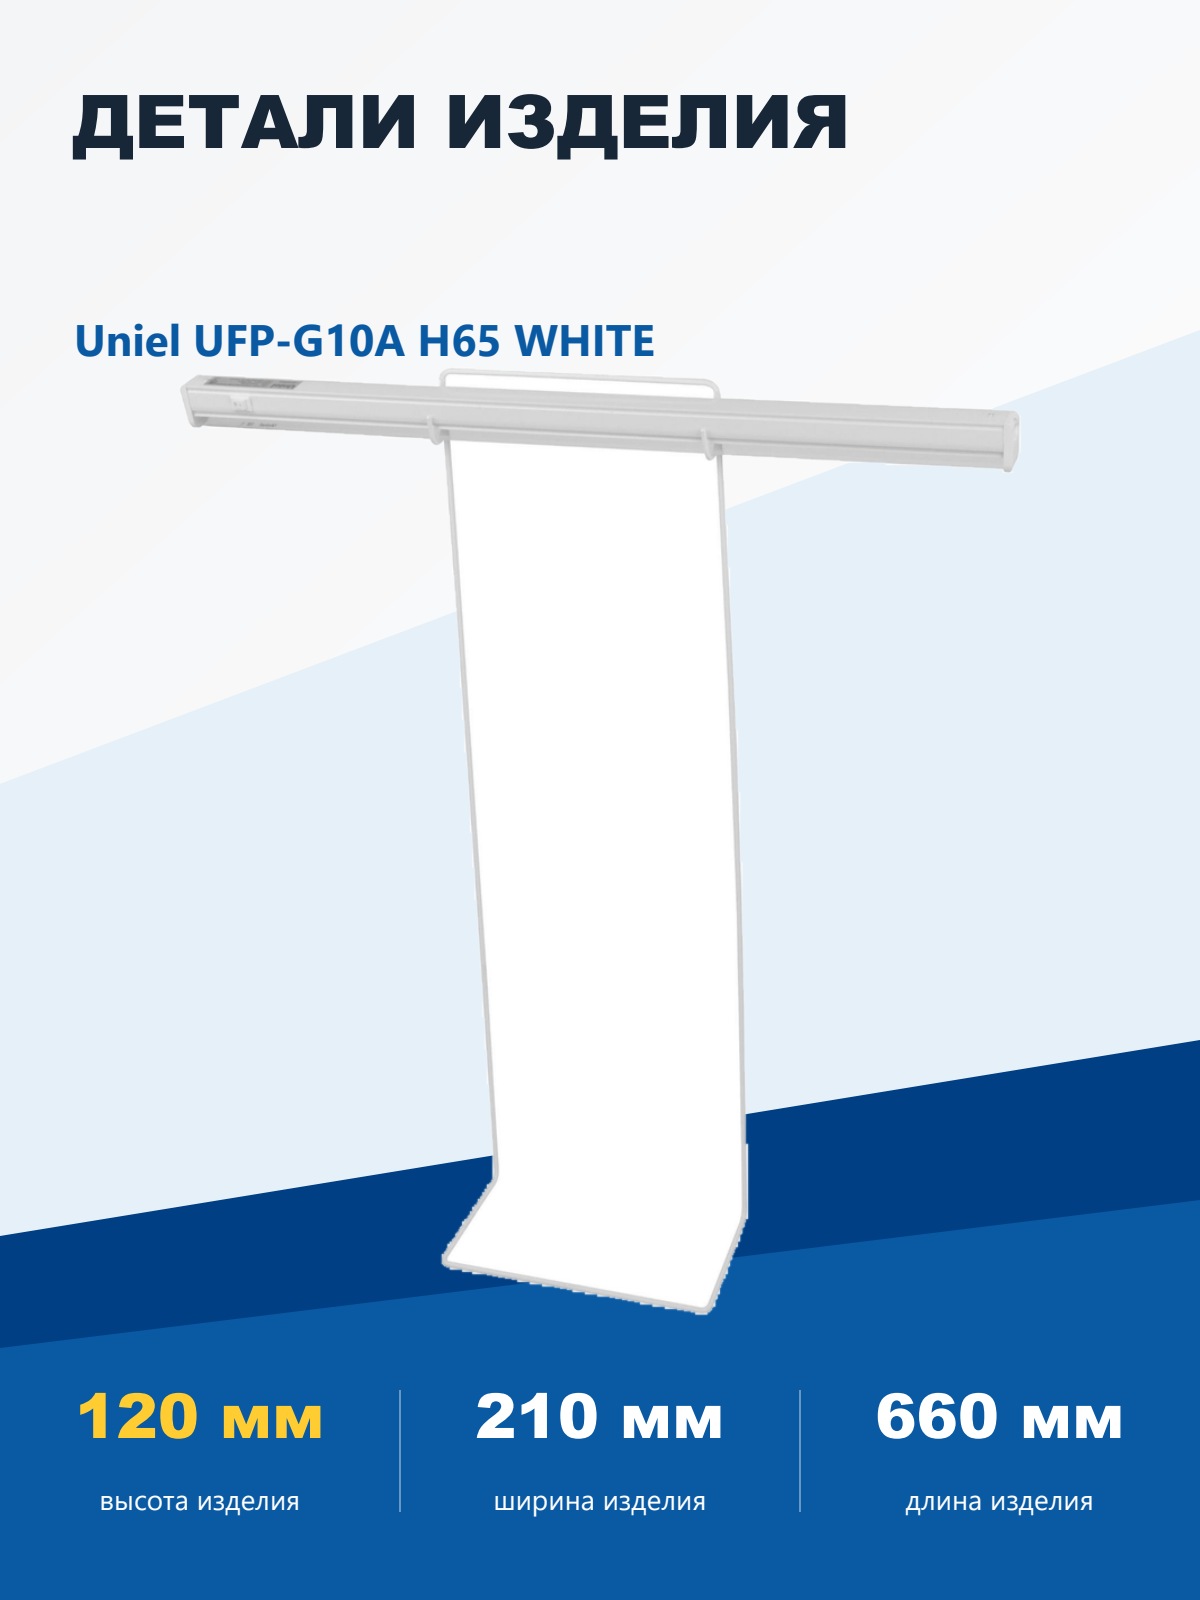 ДЕТАЛИ ИЗДЕЛИЯ
Uniel UFP-G10A H65 WHITE
120 мм
210 мм
660 мм
высота изделия
ширина изделия
длина изделия